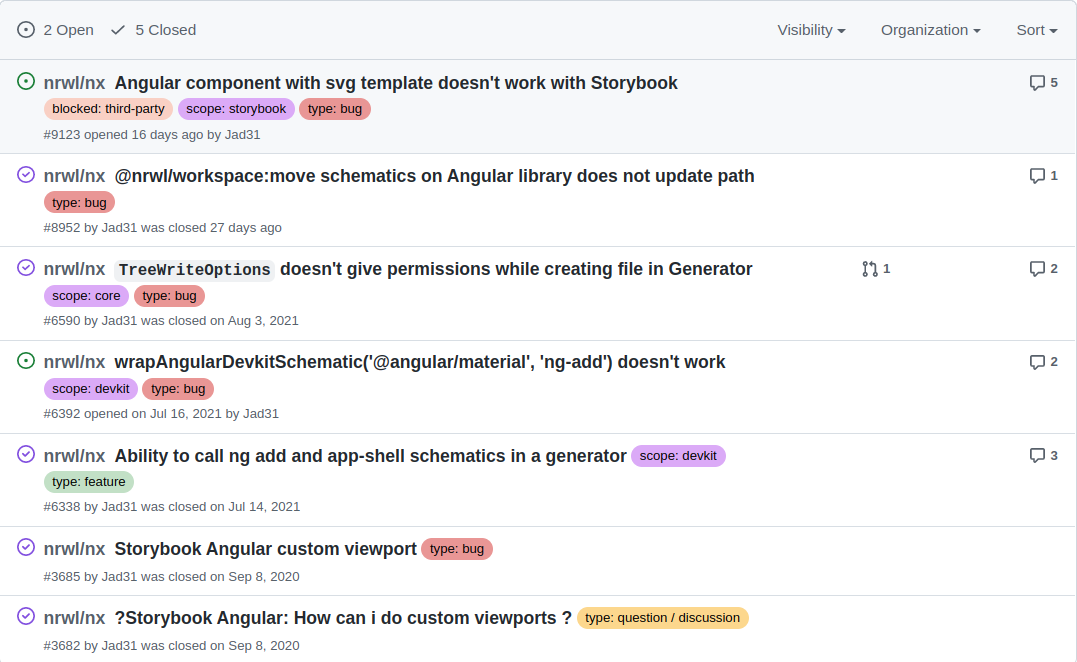 2 Open 5 Closed Visibility Organization Sort
nrwl/nx Angular component with svg template doesn't work with Storybook 5
blocked: third-party scope: storybook type: bug
#9123 opened 16 days ago by Jad31
nrwl/nx @nrwl/workspace:move schematics on Angular library does not update path 1
type: bug
#8952 by Jad31 was closed 27 days ago
nrwl/nx TreeWriteOptions doesn't give permissions while creating file in Generator 1 2
scope: core type: bug
#6590 by Jad31 was closed on Aug 3, 2021
nrwl/nx wrapAngularDevkitSchematic('@angular/material', 'ng-add') doesn't work 2
scope: devkit type: bug
#6392 opened on Jul 16, 2021 by Jad31
nrwl/nx Ability to call ng add and app-shell schematics in a generator scope: devkit 3
type: feature
#6338 by Jad31 was closed on Jul 14, 2021
nrwl/nx Storybook Angular custom viewport type: bug
#3685 by Jad31 was closed on Sep 8, 2020
nrwl/nx ?Storybook Angular: How can i do custom viewports ? type: question / discussion
#3682 by Jad31 was closed on Sep 8, 2020